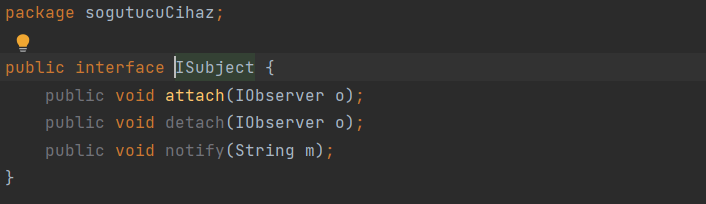 package sogutucuCihaz;
public interface ISubject {
    public void attach(IObserver o);
    public void detach(IObserver o);
    public void notify(String m);
}